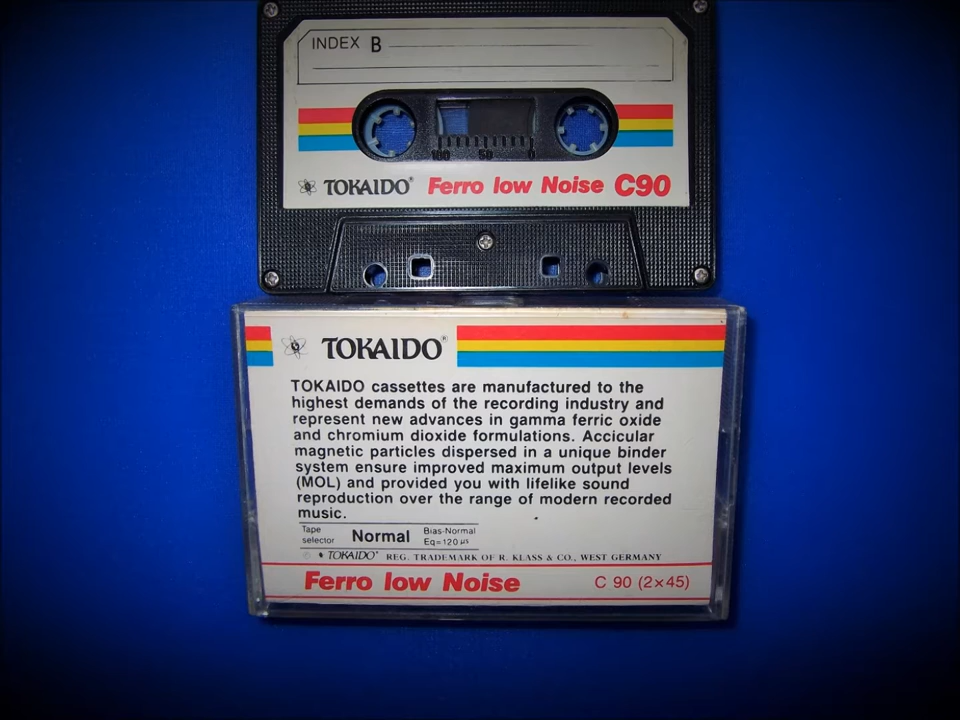 INDEX B
100 50 0
TOKAIDO® Ferro low Noise C90
TOKAIDO®
TOKAIDO cassettes are manufactured to the
highest demands of the recording industry and
represent new advances in gamma ferric oxide
and chromium dioxide formulations. Accicular
magnetic particles dispersed in a unique binder
system ensure improved maximum output levels
(MOL) and provided you with lifelike sound
reproduction over the range of modern recorded
music.
Tape selector Normal Bias-Normal
Eq=120 µs
TOKAIDO® REG. TRADEMARK OF R. KLASS & CO., WEST GERMANY
Ferro low Noise C 90 (2×45)